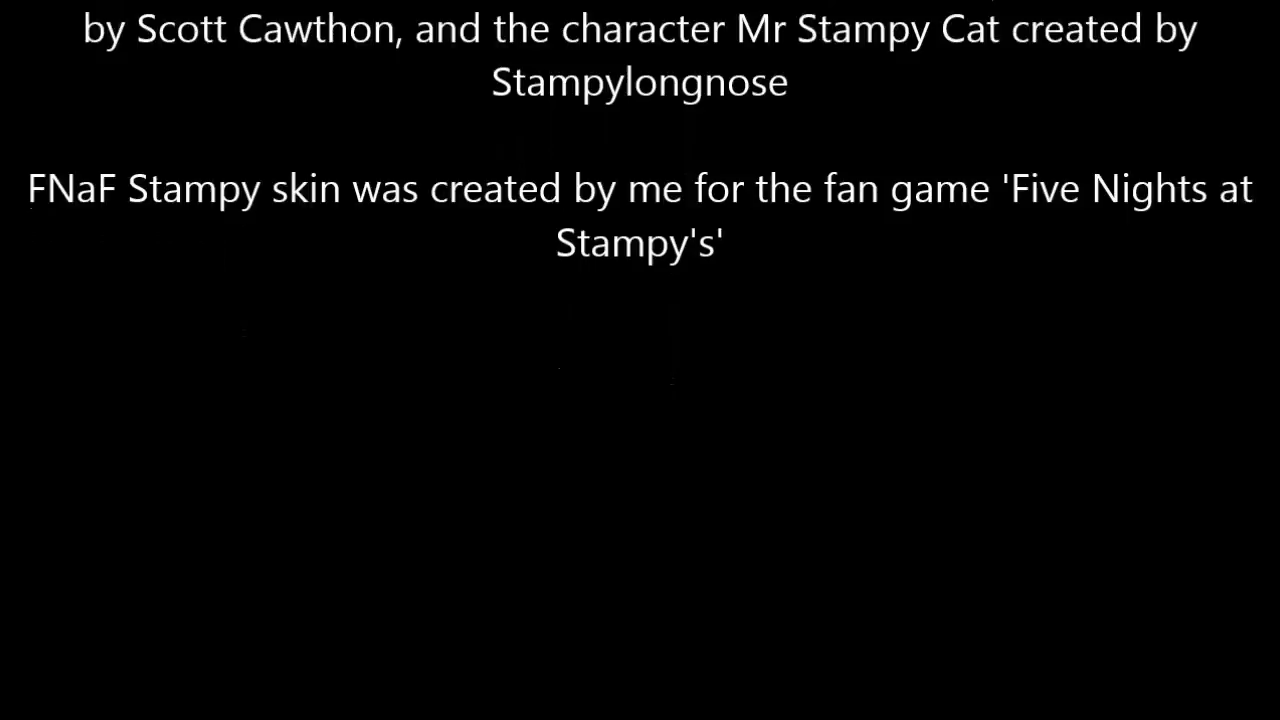 by Scott Cawthon, and the character Mr Stampy Cat created by
Stampylongnose
FNaF Stampy skin was created by me for the fan game 'Five Nights at
Stampy's'